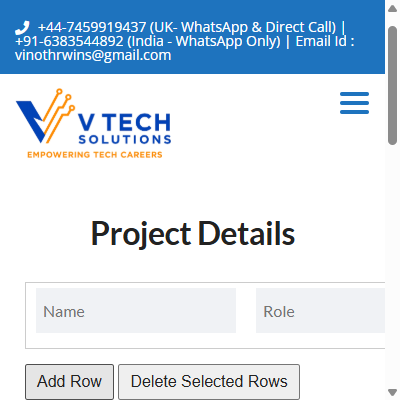 +44-7459919437 (UK- WhatsApp & Direct Call) |
+91-6383544892 (India - WhatsApp Only) | Email Id :
vinothrwins@gmail.com
V TECH
SOLUTIONS
EMPOWERING TECH CAREERS
Project Details
Name Role
Add Row Delete Selected Rows